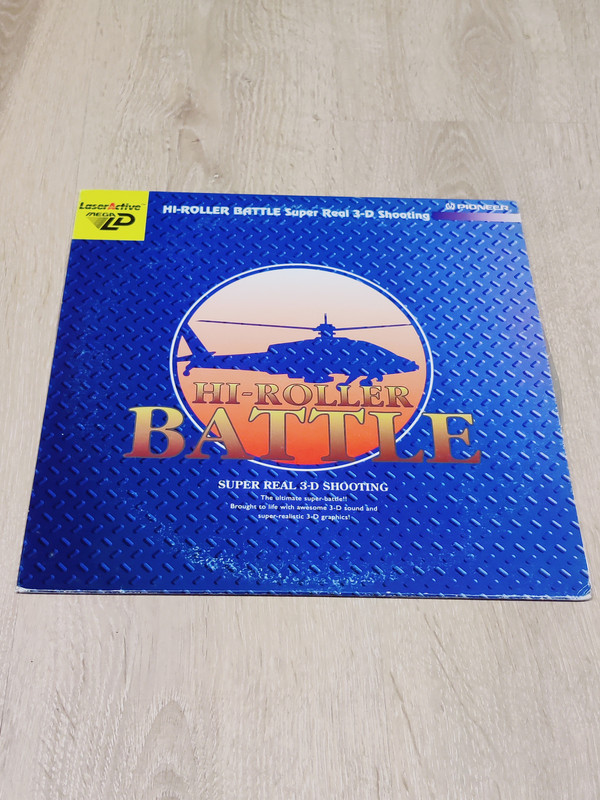 LaserActive™
MEGA LD
HI-ROLLER BATTLE Super Real 3-D Shooting
PIONEER
HI-ROLLER
BATTLE
SUPER REAL 3-D SHOOTING
The ultimate super-battle!!
Brought to life with awesome 3-D sound and
super-realistic 3-D graphics!